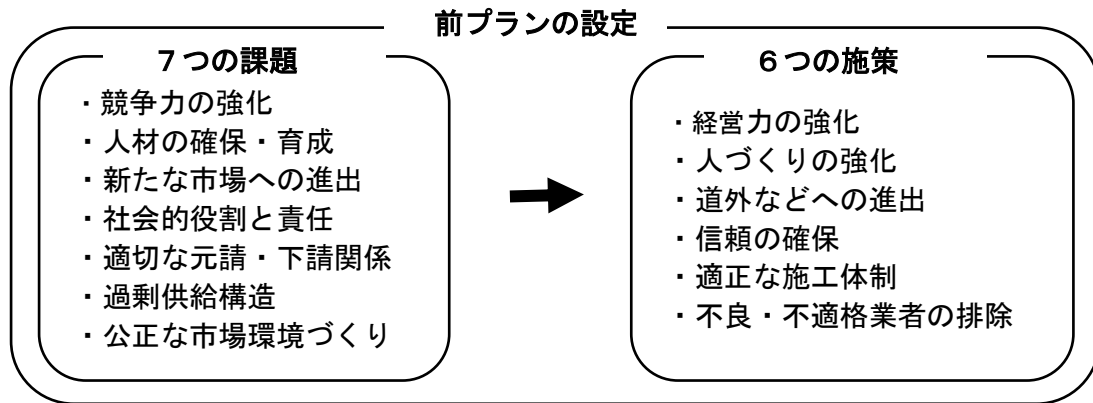 前プランの設定
７つの課題
・競争力の強化
・人材の確保・育成
・新たな市場への進出
・社会的役割と責任
・適切な元請・下請関係
・過剰供給構造
・公正な市場環境づくり
６つの施策
・経営力の強化
・人づくりの強化
・道外などへの進出
・信頼の確保
・適正な施工体制
・不良・不適格業者の排除